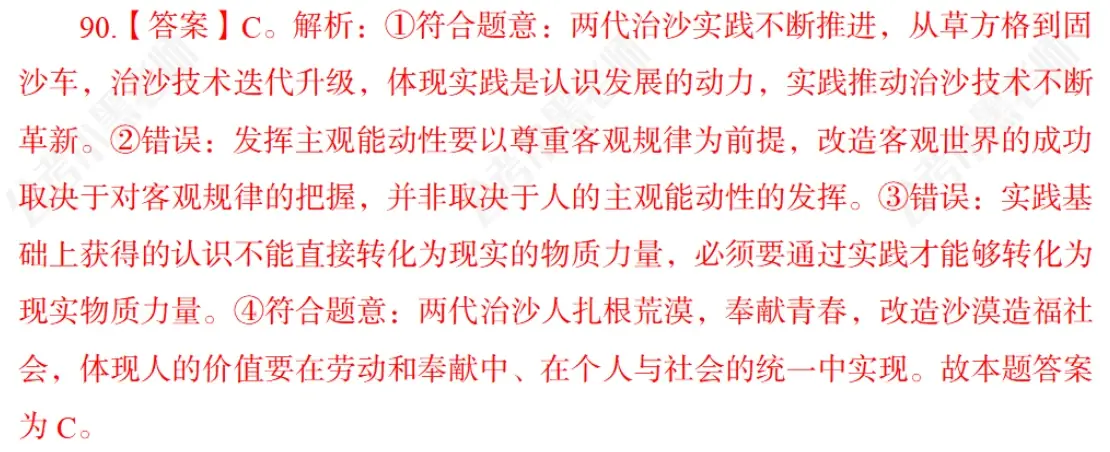 90.【答案】C。解析：①符合题意：两代治沙实践不断推进，从草方格到固
沙车，治沙技术迭代升级，体现实践是认识发展的动力，实践推动治沙技术不断
革新。②错误：发挥主观能动性要以尊重客观规律为前提，改造客观世界的成功
取决于对客观规律的把握，并非取决于人的主观能动性的发挥。③错误：实践基
础上获得的认识不能直接转化为现实的物质力量，必须要通过实践才能够转化为
现实物质力量。④符合题意：两代治沙人扎根荒漠，奉献青春，改造沙漠造福社
会，体现人的价值要在劳动和奉献中、在个人与社会的统一中实现。故本题答案
为 C。